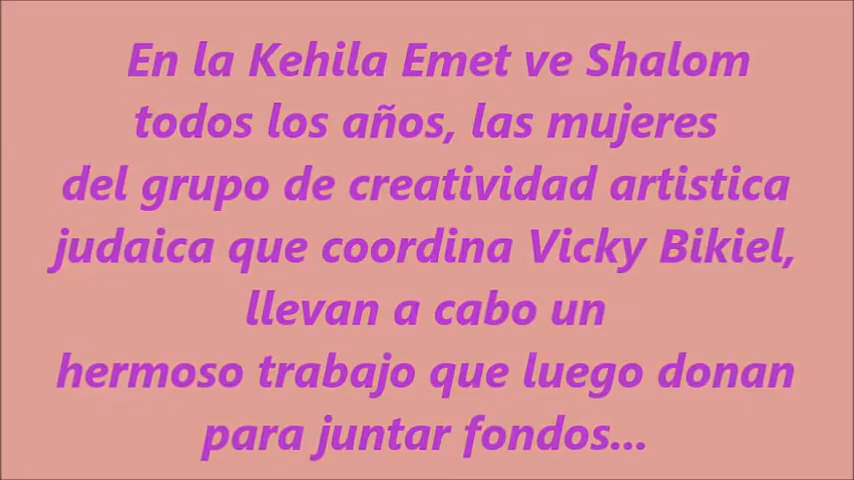 En la Kehila Emet ve Shalom
todos los años, las mujeres
del grupo de creatividad artistica
judaica que coordina Vicky Bikiel,
llevan a cabo un
hermoso trabajo que luego donan
para juntar fondos...